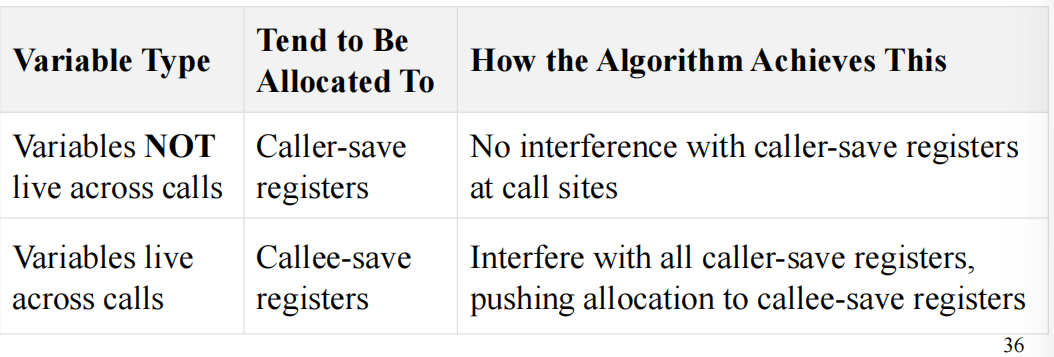 Variable Type
Tend to Be
Allocated To
How the Algorithm Achieves This
Variables NOT
live across calls
Caller-save
registers
No interference with caller-save registers
at call sites
Variables live
across calls
Callee-save
registers
Interfere with all caller-save registers,
pushing allocation to callee-save registers
36